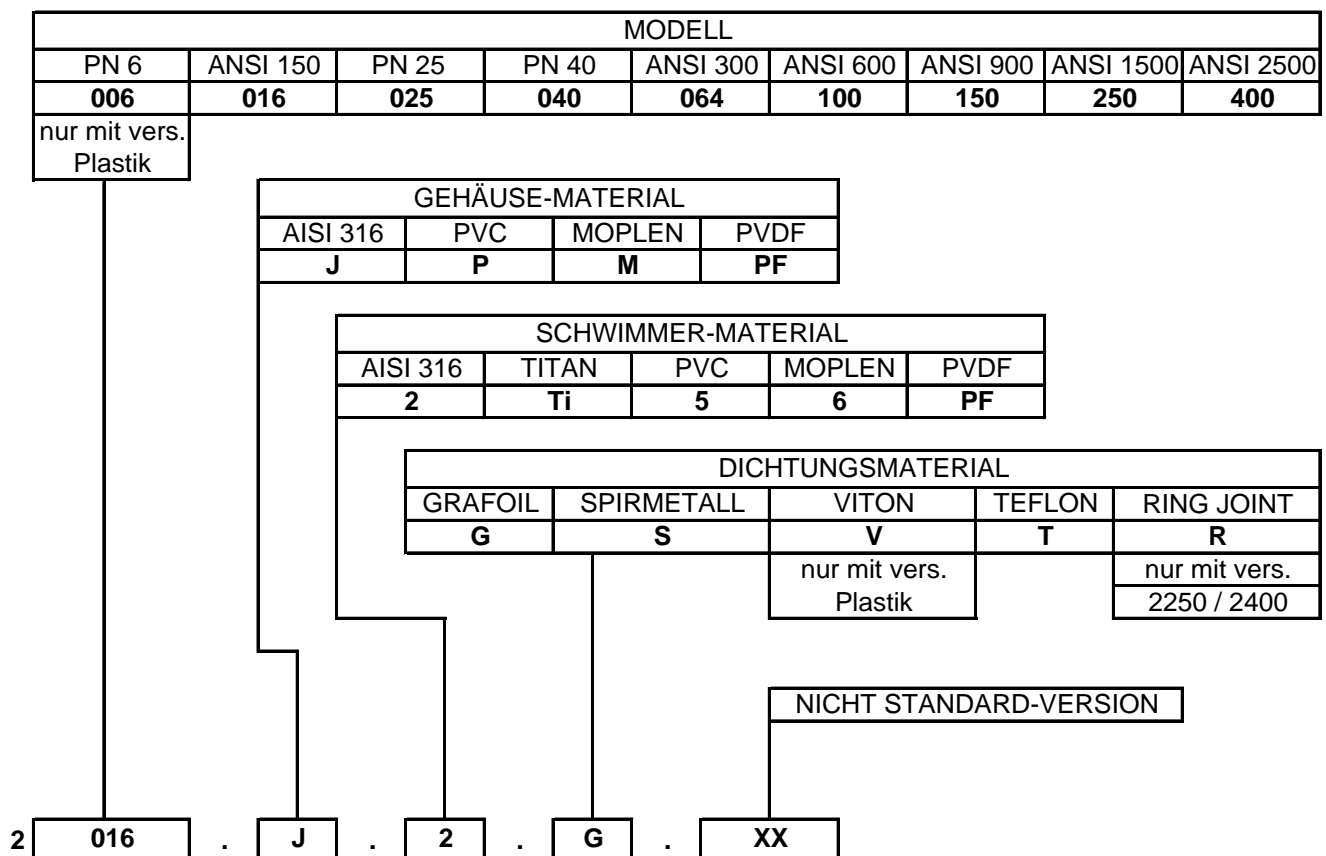 MODELL
PN 6 ANSI 150 PN 25 PN 40 ANSI 300 ANSI 600 ANSI 900 ANSI 1500 ANSI 2500
006 016 025 040 064 100 150 250 400
nur mit vers.
Plastik
GEHÄUSE-MATERIAL
AISI 316 PVC MOPLEN PVDF
J P M PF
SCHWIMMER-MATERIAL
AISI 316 TITAN PVC MOPLEN PVDF
2 Ti 5 6 PF
DICHTUNGSMATERIAL
GRAFOIL SPIRMETALL VITON TEFLON RING JOINT
G S V T R
nur mit vers. nur mit vers.
Plastik 2250 / 2400
NICHT STANDARD-VERSION
2 016 . J . 2 . G . XX